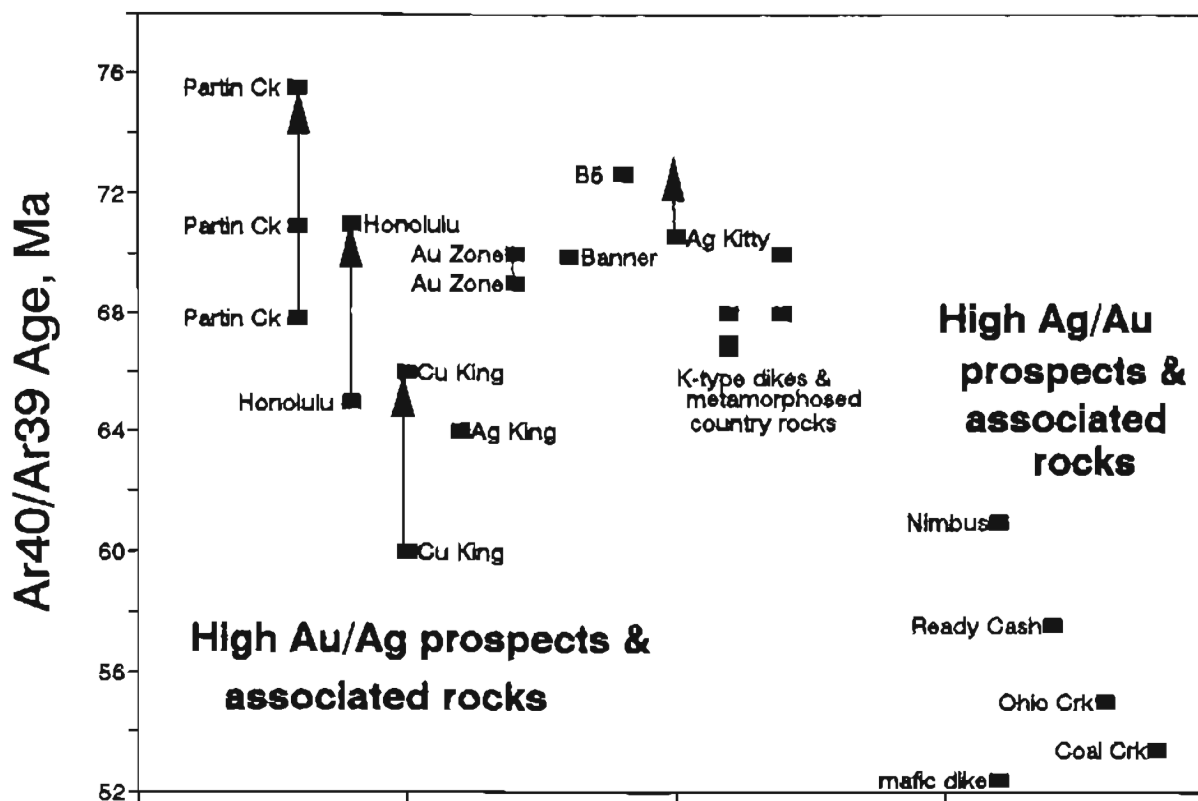 Ar40/Ar39 Age, Ma
76
72
68
64
60
56
52
Partin Ck
Partin Ck
Partin Ck
Honolulu
Honolulu
Cu King
Cu King
Ag King
Au Zone
Au Zone
Banner
B5
Ag Kitty
K-type dikes &
metamorphosed
country rocks
High Au/Ag prospects &
associated rocks
High Ag/Au
prospects &
associated
rocks
Nimbus
Ready Cash
Ohio Crk
Coal Crk
mafic dike